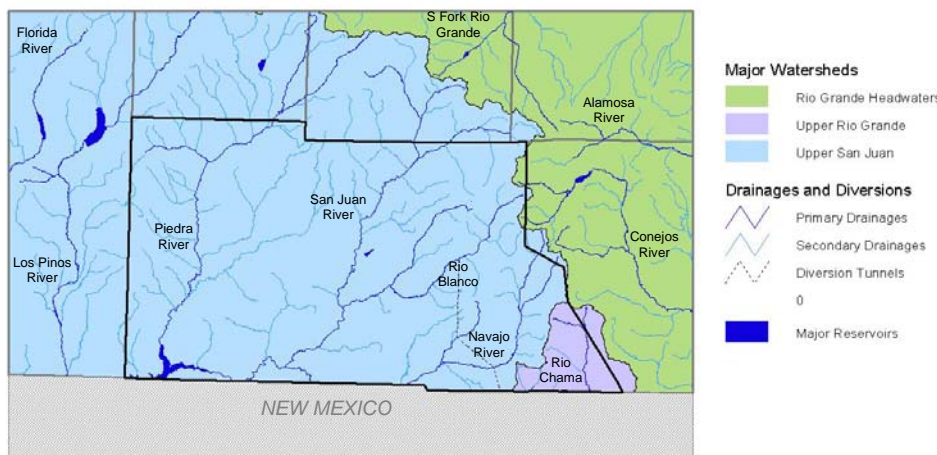 Florida
River
S Fork Rio
Grande
Alamosa
River
San Juan
River
Piedra
River
Conejos
River
Los Pinos
River
Rio
Blanco
Navajo
River
Rio
Chama
NEW MEXICO
Major Watersheds
Rio Grande Headwaters
Upper Rio Grande
Upper San Juan
Drainages and Diversions
Primary Drainages
Secondary Drainages
Diversion Tunnels
0
Major Reservoirs